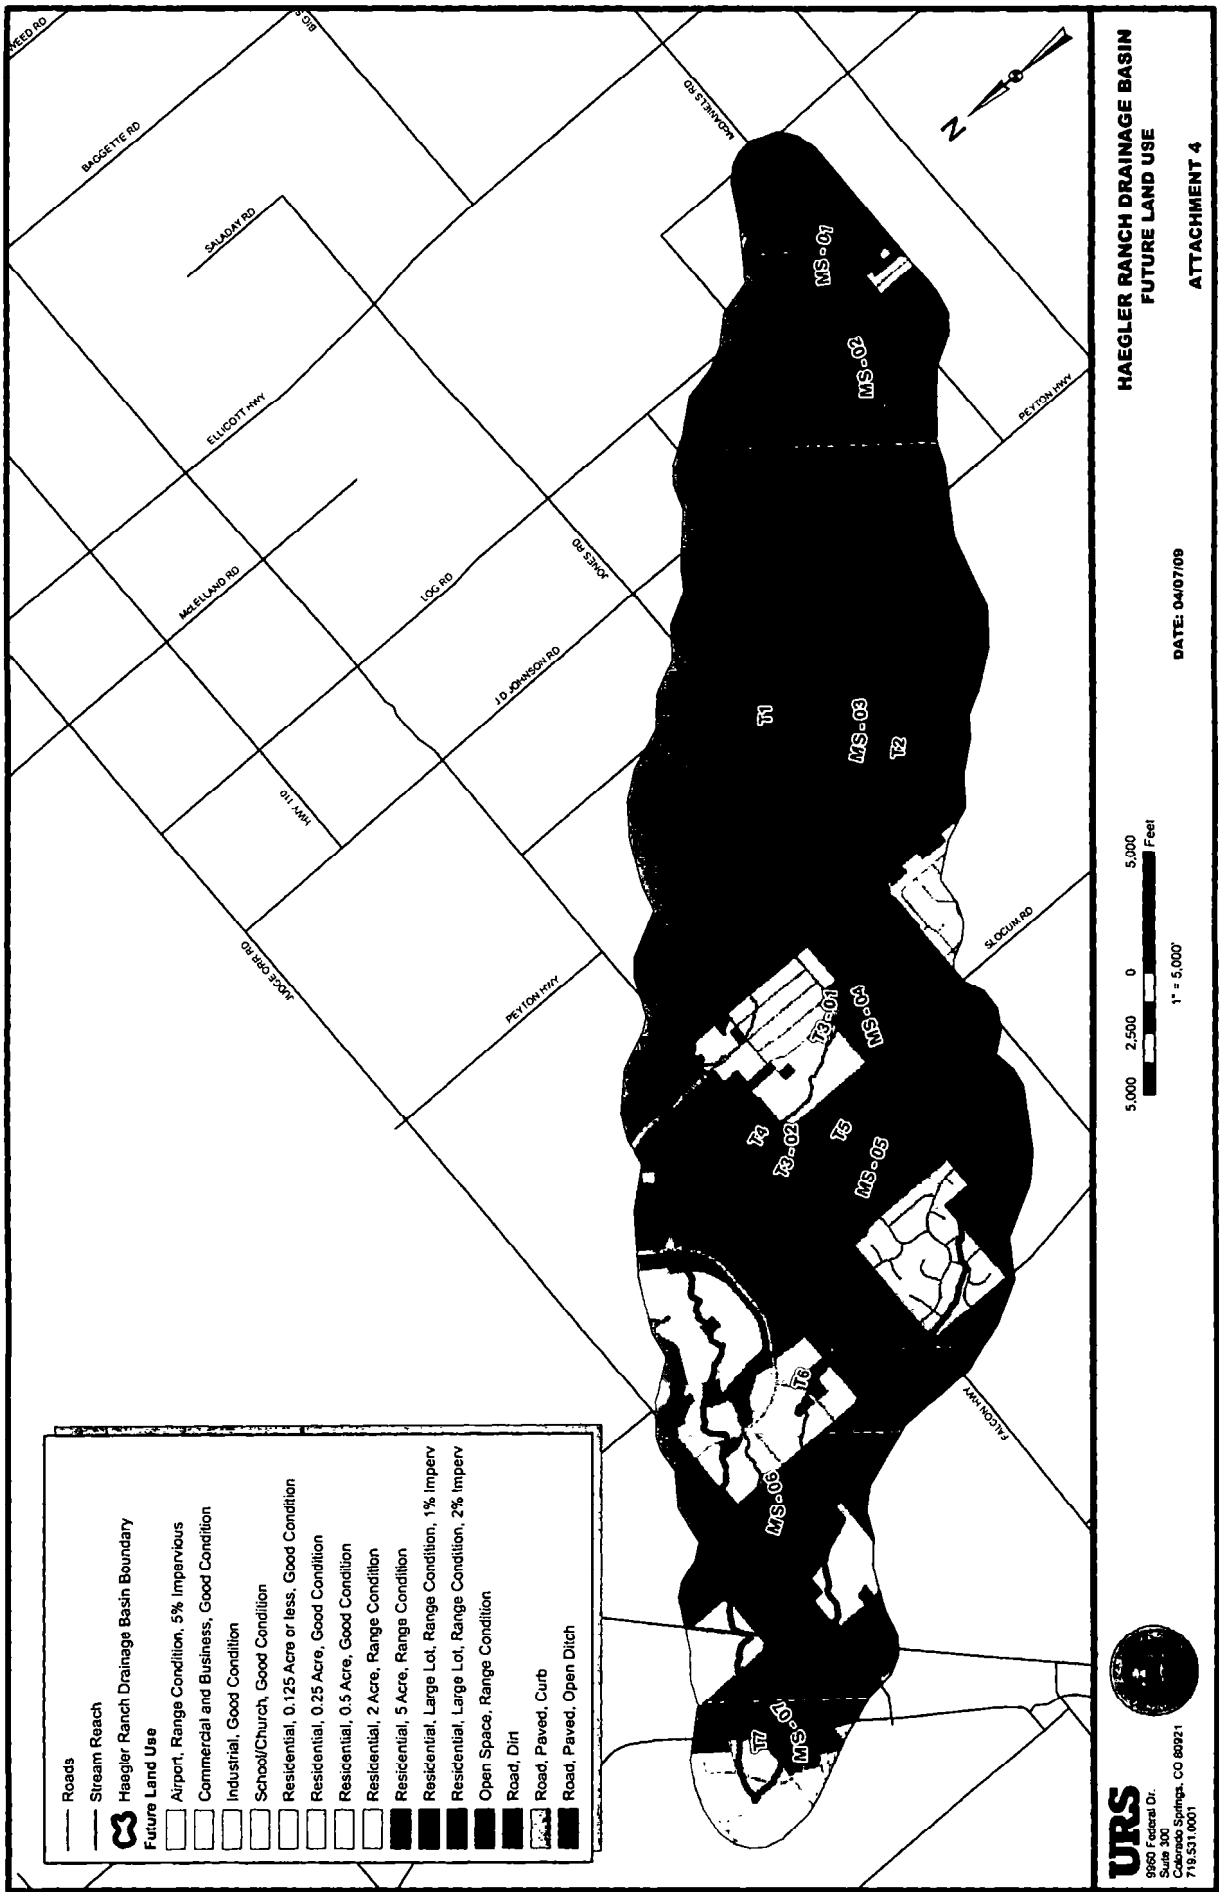 Roads
Stream Reach
Haegler Ranch Drainage Basin Boundary
Future Land Use
Airport, Range Condition, 5% Impervious
Commercial and Business, Good Condition
Industrial, Good Condition
School/Church, Good Condition
Residential, 0.125 Acre or less, Good Condition
Residential, 0.25 Acre, Good Condition
Residential, 0.5 Acre, Good Condition
Residential, 2 Acre, Range Condition
Residential, 5 Acre, Range Condition
Residential, Large Lot, Range Condition, 1% Imperv
Residential, Large Lot, Range Condition, 2% Imperv
Open Space, Range Condition
Road, Dirt
Road, Paved, Curb
Road, Paved, Open Ditch
WEED RD
BIG S
BAGGETTE RD
SALADAY RD
McDANIELS RD
N
ELLICOTT HWY
McLELLAND RD
LOG RD
JONES RD
J D JOHNSON RD
HWY 110
JUDGE ORR RD
PEYTON HWY
PEYTON HWY
SLOCUM RD
FALCON HWY
MS-01
MS-02
T1
MS-03
T2
T3-01
MS-04
T4
T3-02
T5
MS-05
T6
MS-06
T7
MS-07
URS
9960 Federal Dr.
Suite 300
Colorado Springs, CO 80921
719.531.0001
5,000 2,500 0 5,000
Feet
1" = 5,000'
DATE: 04/07/09
HAEGLER RANCH DRAINAGE BASIN
FUTURE LAND USE
ATTACHMENT 4